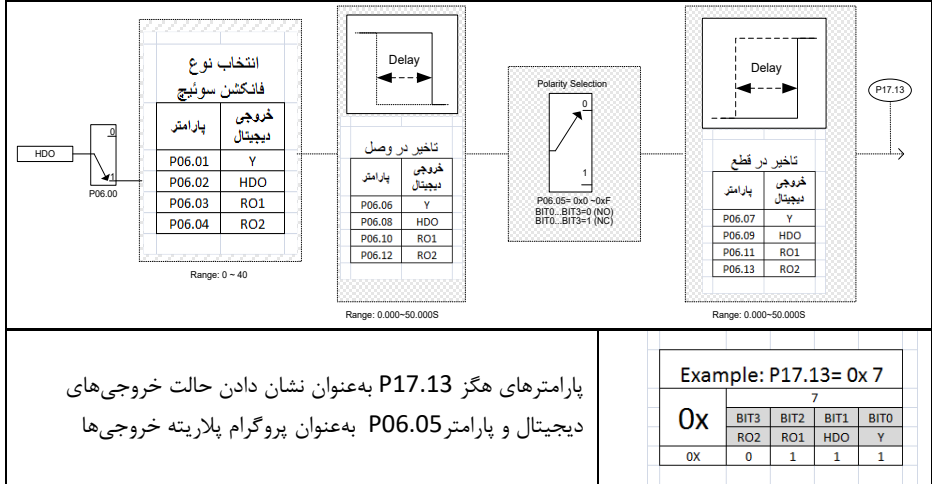 HDO
0
1
P06.00
انتخاب نوع
فانکشن سوئیچ
پارامتر خروجی دیجیتال
P06.01 Y
P06.02 HDO
P06.03 RO1
P06.04 RO2
Range: 0 ~ 40
Delay
تاخیر در وصل
پارامتر خروجی دیجیتال
P06.06 Y
P06.08 HDO
P06.10 RO1
P06.12 RO2
Range: 0.000~50.000S
Polarity Selection
0
1
P06.05= 0x0 ~0xF
BIT0...BIT3=0 (NO)
BIT0...BIT3=1 (NC)
Delay
تاخیر در قطع
پارامتر خروجی دیجیتال
P06.07 Y
P06.09 HDO
P06.11 RO1
P06.13 RO2
Range: 0.000~50.000S
P17.13
پارامترهای هگز P17.13 به‌عنوان نشان دادن حالت خروجی‌های
دیجیتال و پارامتر P06.05 به‌عنوان پروگرام پلاریته خروجی‌ها
Example: P17.13= 0x 7
7
0x
BIT3 BIT2 BIT1 BIT0
RO2 RO1 HDO Y
0X 0 1 1 1